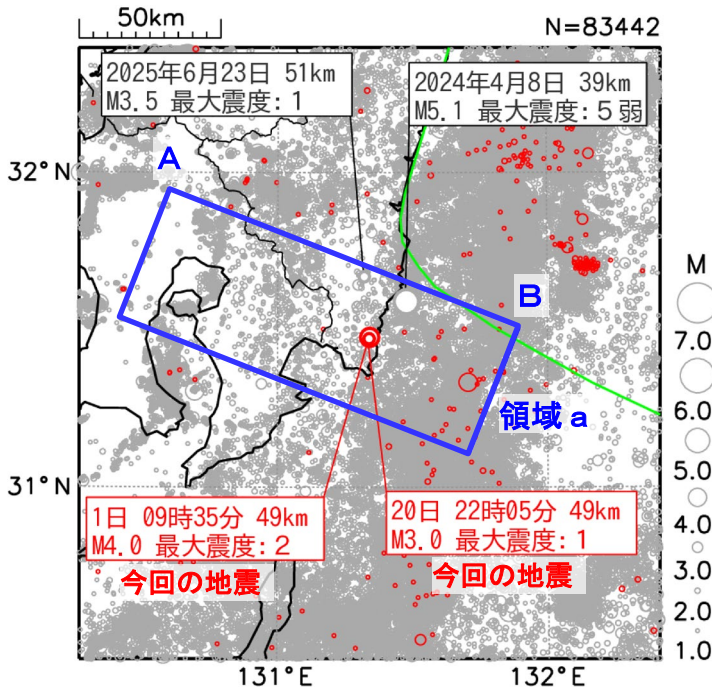 50km
N=83442
2025年6月23日 51km
M3.5 最大震度:1
2024年4月8日 39km
M5.1 最大震度:5弱
32°N
A
B
M
7.0
6.0
5.0
4.0
3.0
2.0
1.0
領域a
31°N
1日 09時35分 49km
M4.0 最大震度:2
今回の地震
20日 22時05分 49km
M3.0 最大震度:1
今回の地震
131°E
132°E